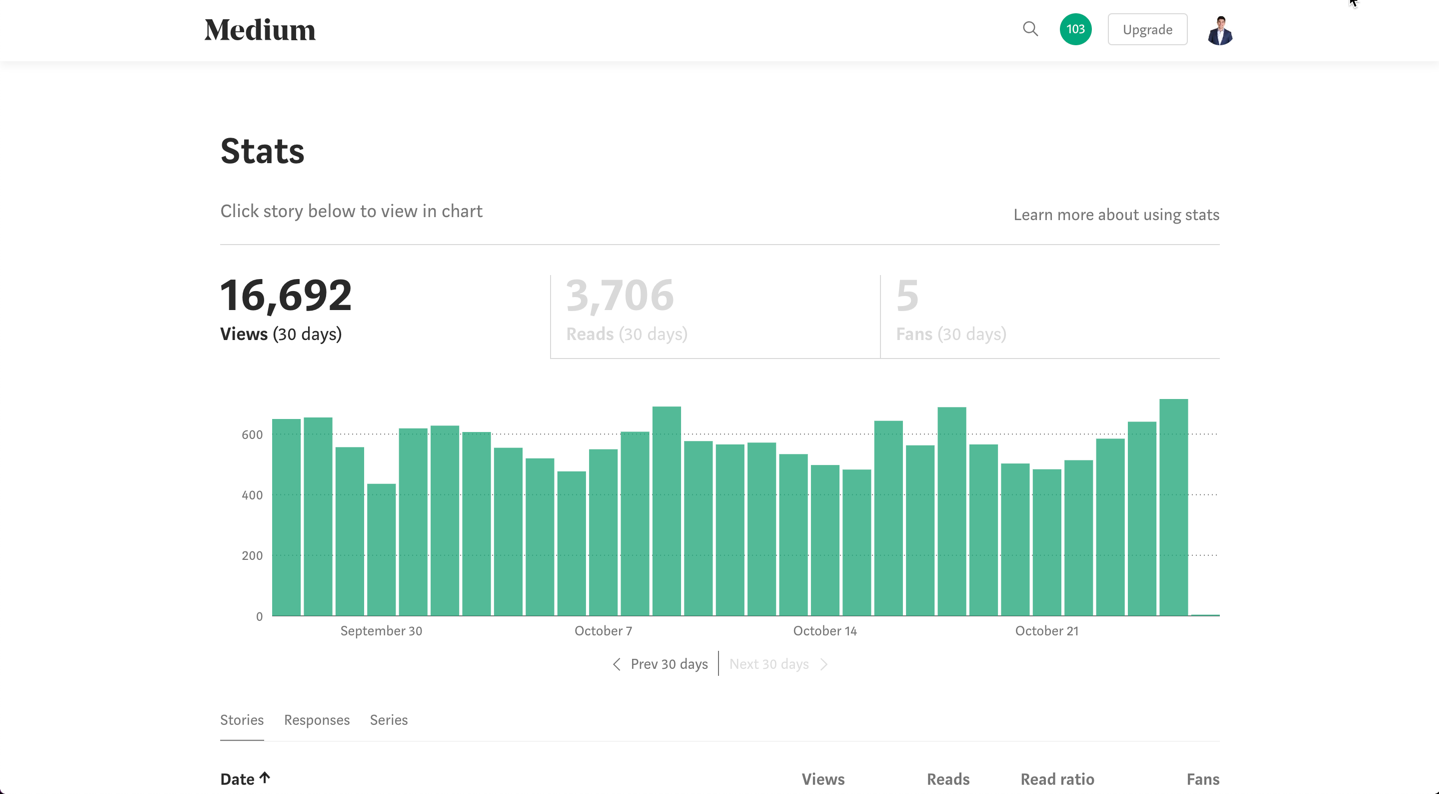 Medium
103
Upgrade
Stats
Click story below to view in chart
Learn more about using stats
16,692
Views (30 days)
3,706
Reads (30 days)
5
Fans (30 days)
600
400
200
0
September 30
October 7
October 14
October 21
Prev 30 days
Next 30 days
Stories
Responses
Series
Date
Views
Reads
Read ratio
Fans